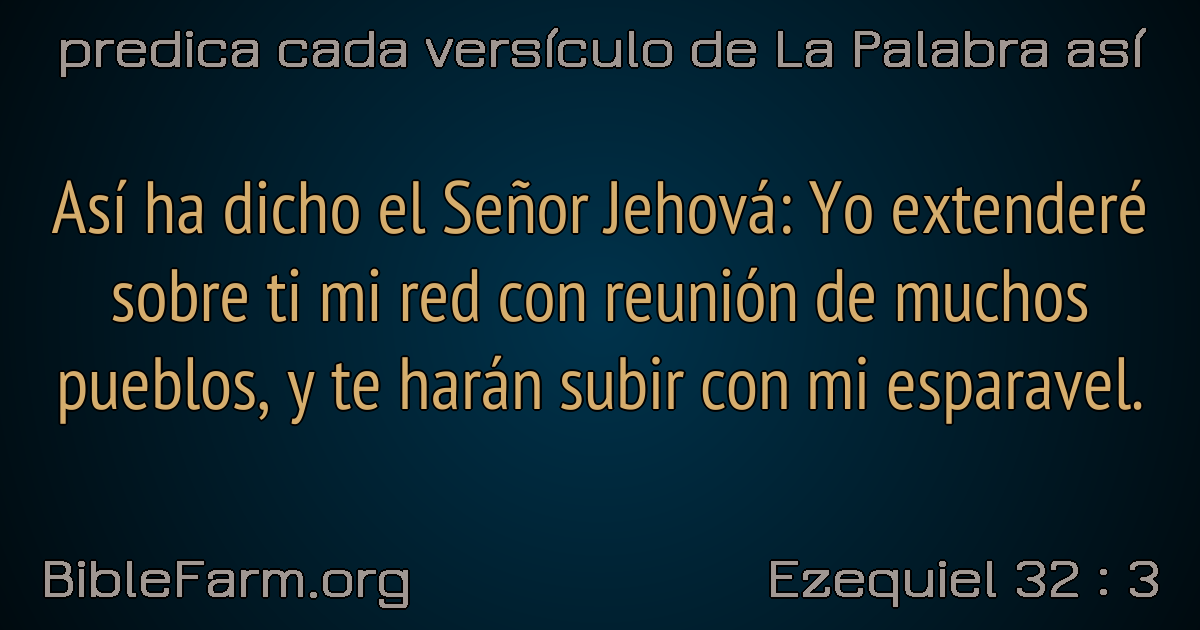 predica cada versículo de La Palabra así
Así ha dicho el Señor Jehová: Yo extenderé
sobre ti mi red con reunión de muchos
pueblos, y te harán subir con mi esparavel.
BibleFarm.org
Ezequiel 32 : 3